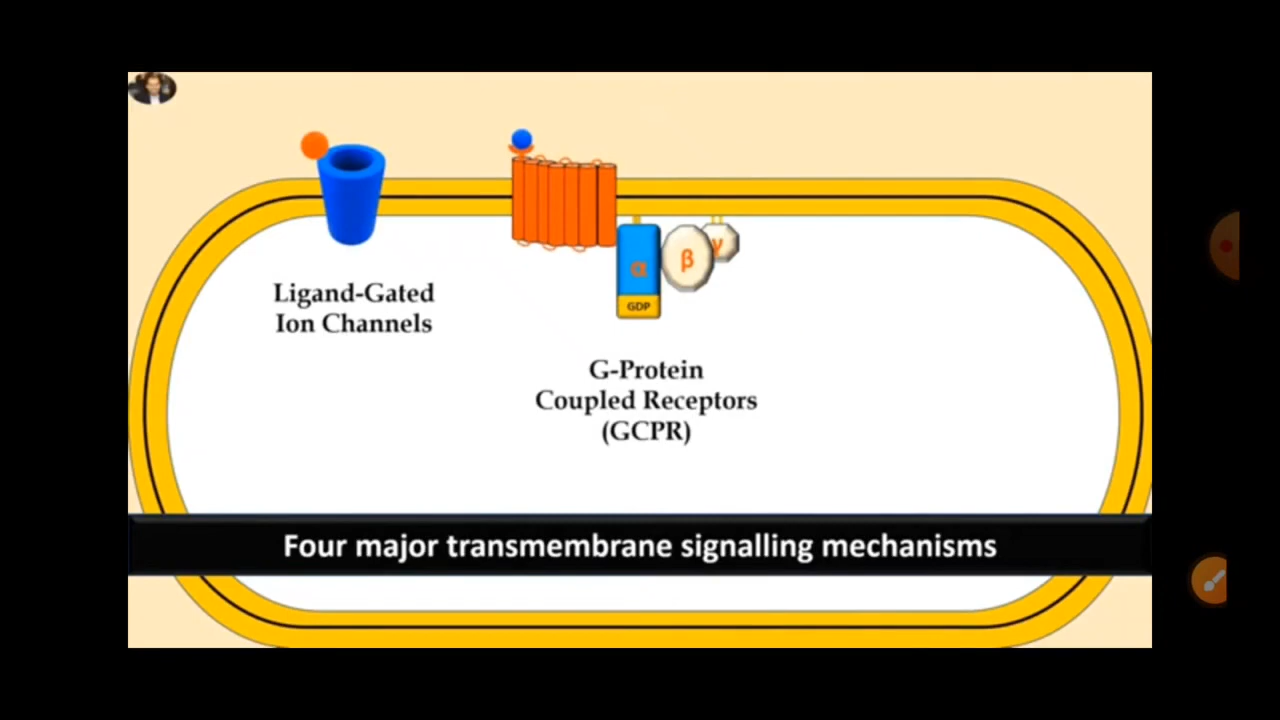 Ligand-Gated
Ion Channels
α
β
γ
GDP
G-Protein
Coupled Receptors
(GCPR)
Four major transmembrane signalling mechanisms